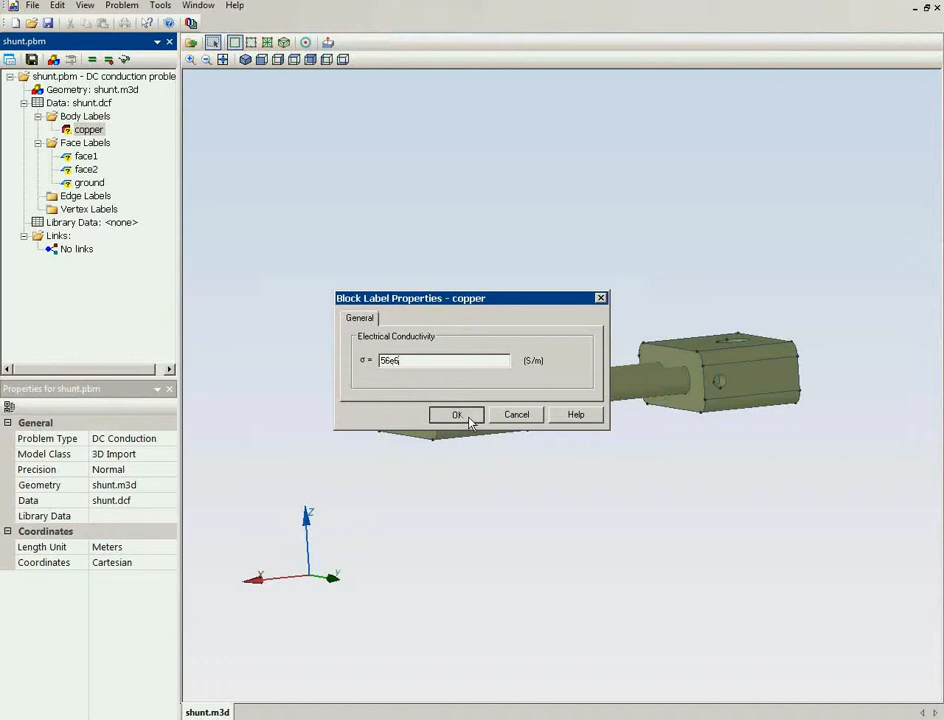 File Edit View Problem Tools Window Help
shunt.pbm
shunt.pbm - DC conduction proble
Geometry: shunt.m3d
Data: shunt.dcf
Body Labels
copper
Face Labels
face1
face2
ground
Edge Labels
Vertex Labels
Library Data: <none>
Links:
No links
Block Label Properties - copper
General
Electrical Conductivity
σ = 56e6 (S/m)
OK Cancel Help
Properties for shunt.pbm
General
Problem Type DC Conduction
Model Class 3D Import
Precision Normal
Geometry shunt.m3d
Data shunt.dcf
Library Data
Coordinates
Length Unit Meters
Coordinates Cartesian
Z
X
Y
shunt.m3d